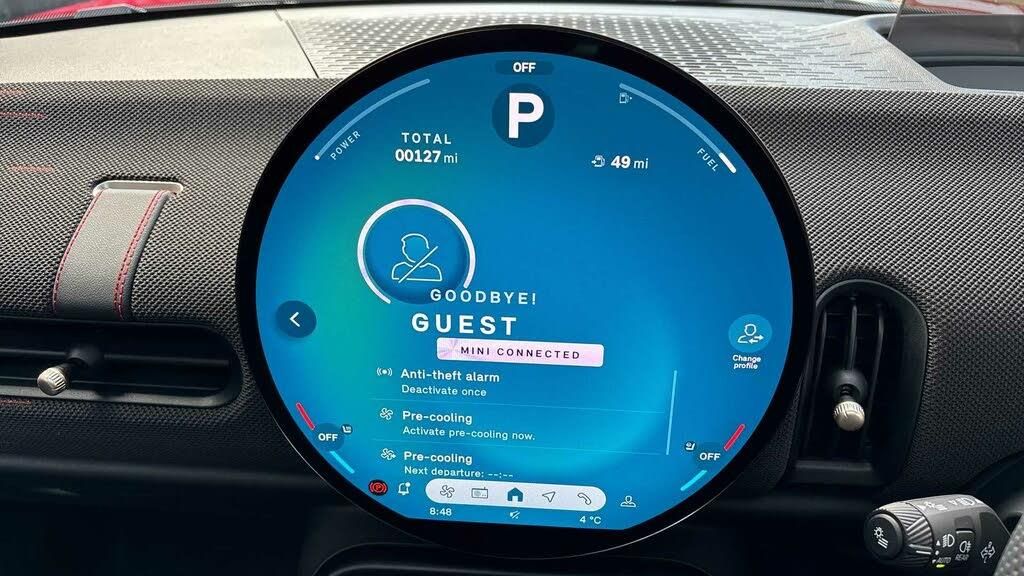 OFF
P
POWER
TOTAL
00127 mi
49 mi
FUEL
GOODBYE!
GUEST
MINI CONNECTED
Change
profile
Anti-theft alarm
Deactivate once
Pre-cooling
Activate pre-cooling now.
Pre-cooling
Next departure: --:--
OFF
OFF
P
8:48
4 °C
AUTO
REAR